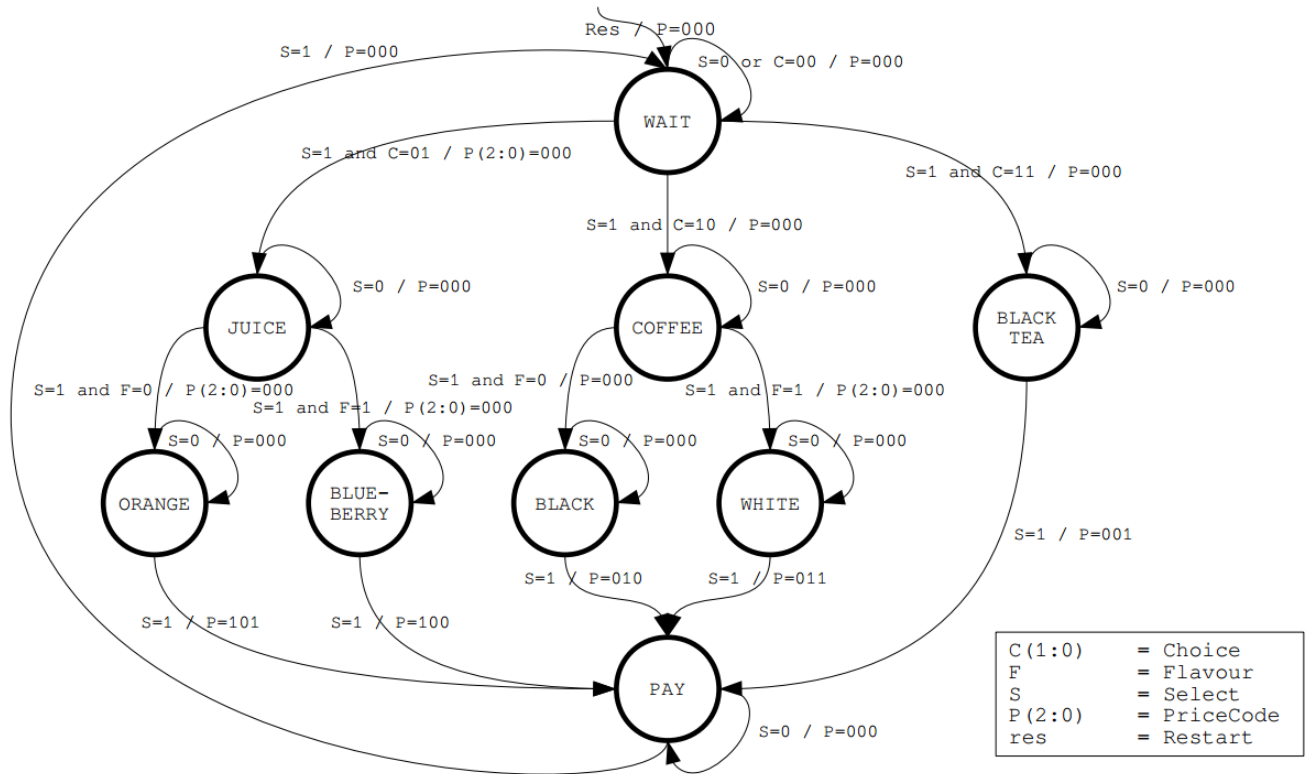 Res / P=000
S=1 / P=000
S=0 or C=00 / P=000
WAIT
S=1 and C=01 / P(2:0)=000
S=1 and C=11 / P=000
S=1 and C=10 / P=000
S=0 / P=000
S=0 / P=000
S=0 / P=000
JUICE
COFFEE
BLACK
TEA
S=1 and F=0 / P(2:0)=000
S=1 and F=1 / P(2:0)=000
S=1 and F=0 / P=000
S=1 and F=1 / P(2:0)=000
S=0 / P=000
S=0 / P=000
S=0 / P=000
S=0 / P=000
ORANGE
BLUE-
BERRY
BLACK
WHITE
S=1 / P=001
S=1 / P=010
S=1 / P=011
S=1 / P=101
S=1 / P=100
PAY
S=0 / P=000
C(1:0) = Choice
F = Flavour
S = Select
P(2:0) = PriceCode
res = Restart